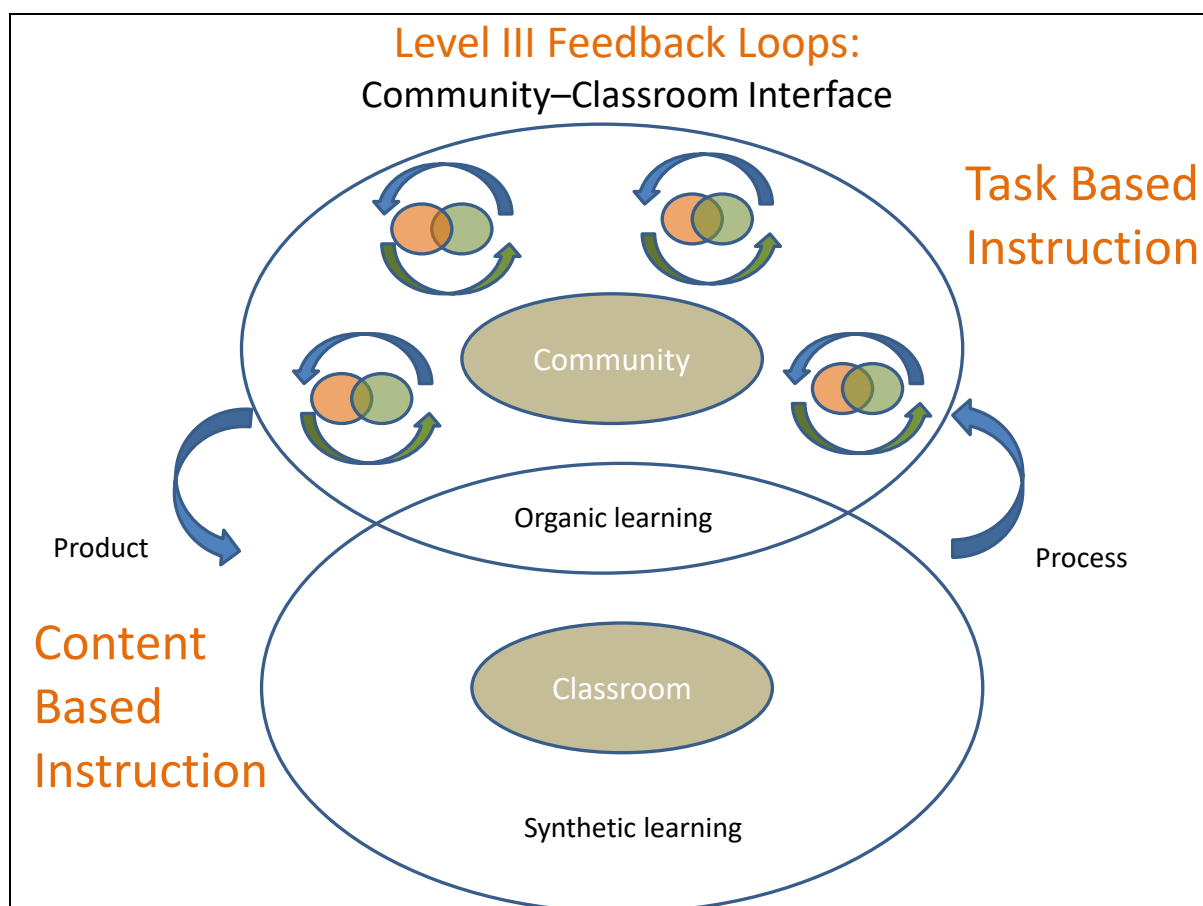 Level III Feedback Loops:
Community–Classroom Interface
Task Based
Instruction
Community
Organic learning
Product
Process
Content
Based
Instruction
Classroom
Synthetic learning